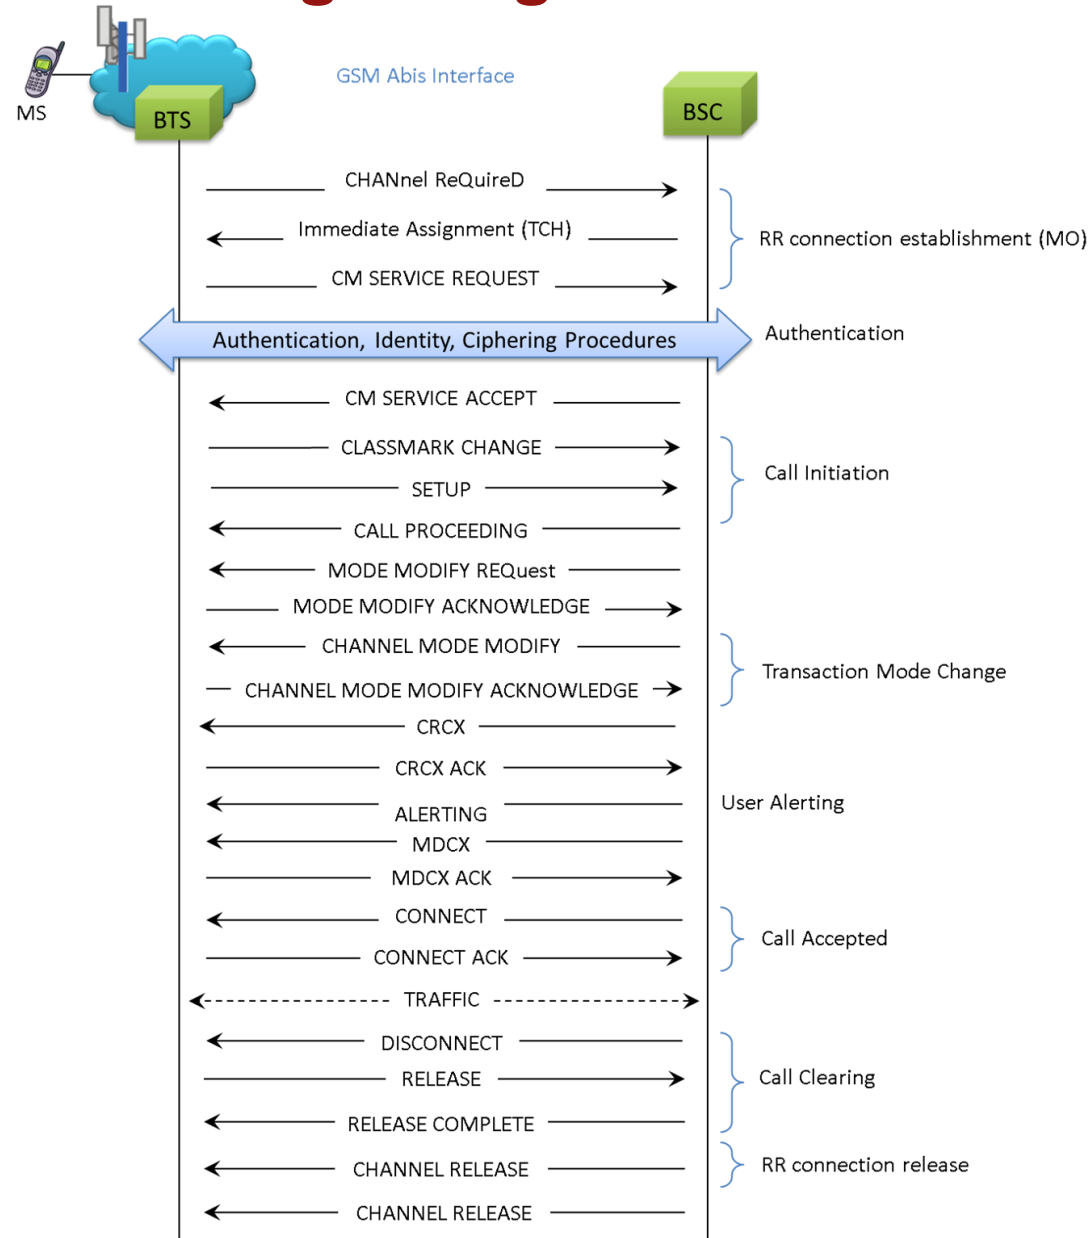 GSM Abis Interface
MS
BTS
BSC
CHANnel ReQuireD
Immediate Assignment (TCH)
RR connection establishment (MO)
CM SERVICE REQUEST
Authentication, Identity, Ciphering Procedures
Authentication
CM SERVICE ACCEPT
CLASSMARK CHANGE
Call Initiation
SETUP
CALL PROCEEDING
MODE MODIFY REQuest
MODE MODIFY ACKNOWLEDGE
CHANNEL MODE MODIFY
Transaction Mode Change
CHANNEL MODE MODIFY ACKNOWLEDGE
CRCX
CRCX ACK
User Alerting
ALERTING
MDCX
MDCX ACK
CONNECT
Call Accepted
CONNECT ACK
TRAFFIC
DISCONNECT
Call Clearing
RELEASE
RELEASE COMPLETE
RR connection release
CHANNEL RELEASE
CHANNEL RELEASE